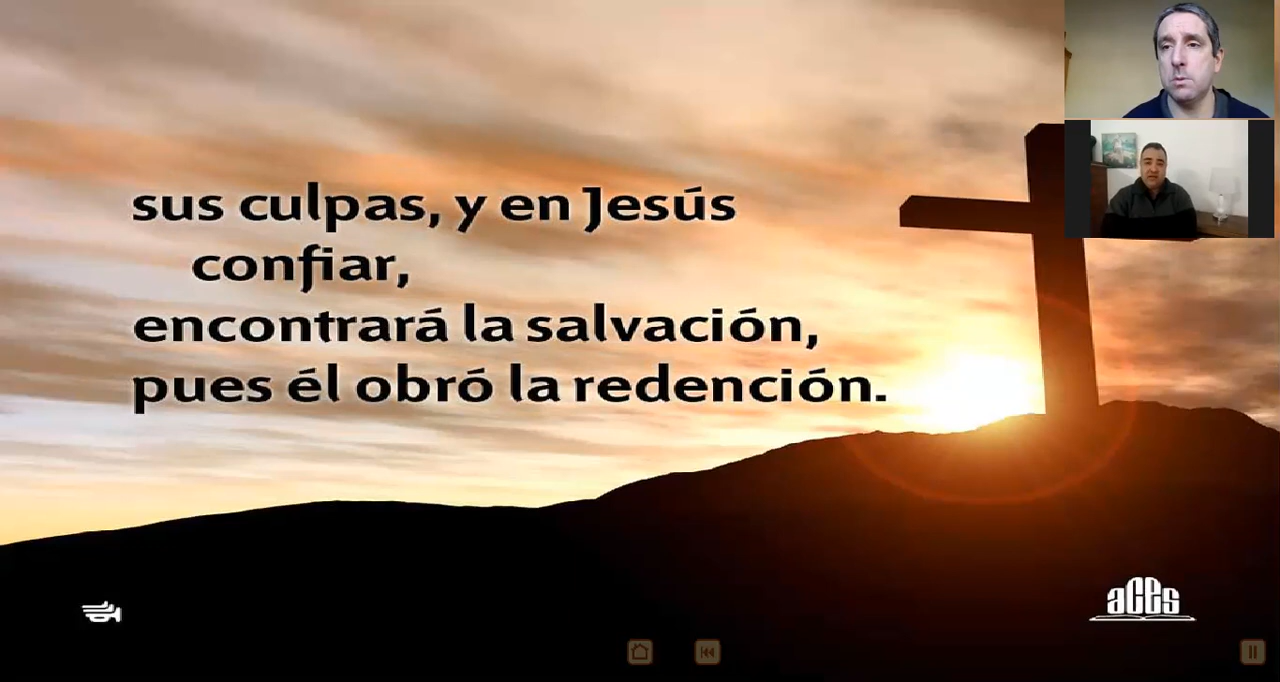 sus culpas, y en Jesús
confiar,
encontrará la salvación,
pues él obró la redención.
aces